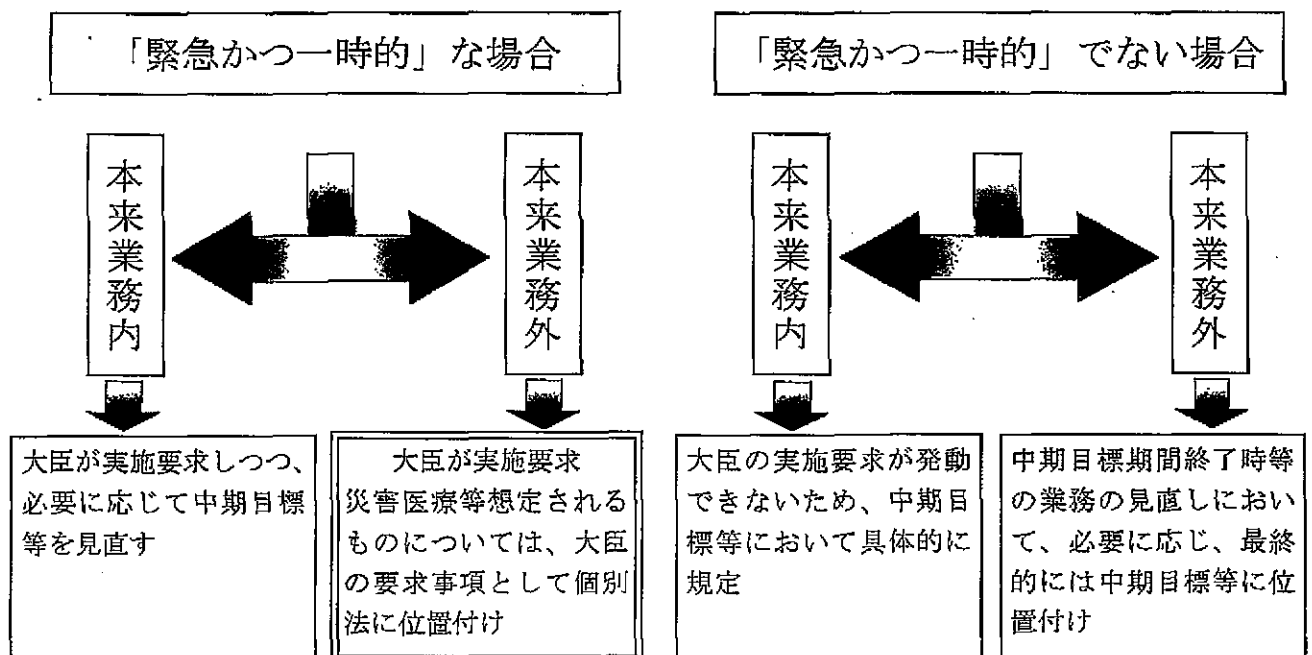 「緊急かつ一時的」な場合
本来業務内
本来業務外
大臣が実施要求しつつ、
必要に応じて中期目標
等を見直す
大臣が実施要求
災害医療等想定される
ものについては、大臣
の要求事項として個別
法に位置付け
「緊急かつ一時的」でない場合
本来業務内
本来業務外
大臣の実施要求が発動
できないため、中期目
標等において具体的に
規定
中期目標期間終了時等
の業務の見直しにおい
て、必要に応じ、最終
的には中期目標等に位
置付け